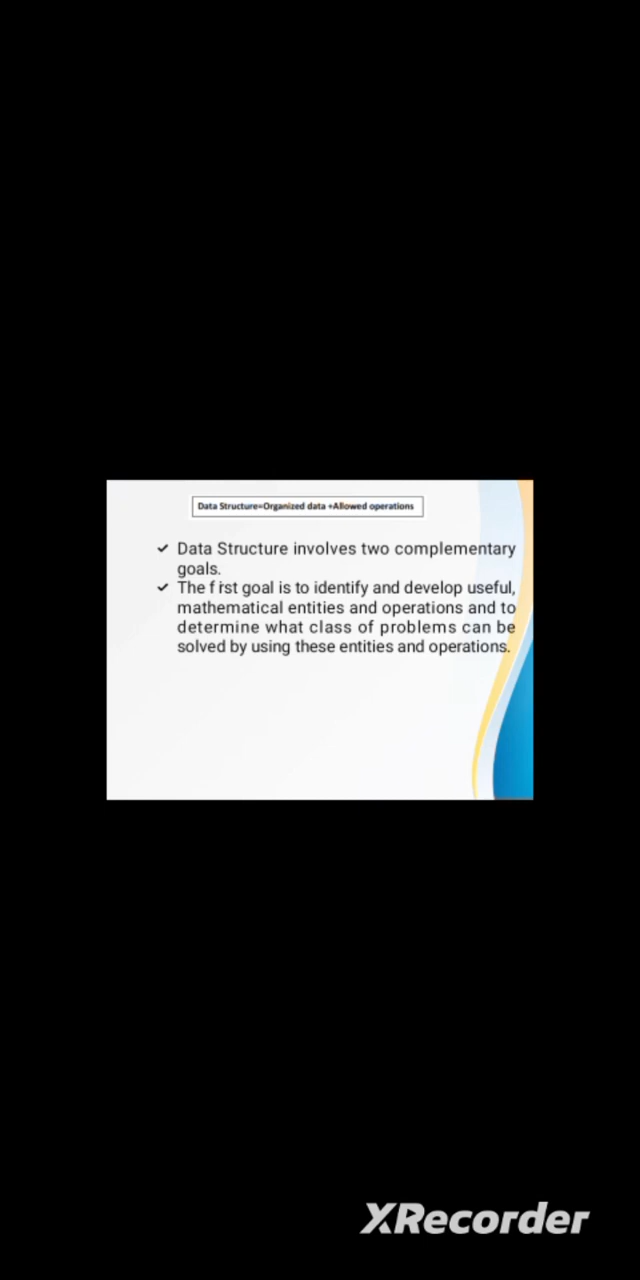 Data Structure=Organized data +Allowed operations
✓ Data Structure involves two complementary
goals.
✓ The first goal is to identify and develop useful,
mathematical entities and operations and to
determine what class of problems can be
solved by using these entities and operations.
XRecorder